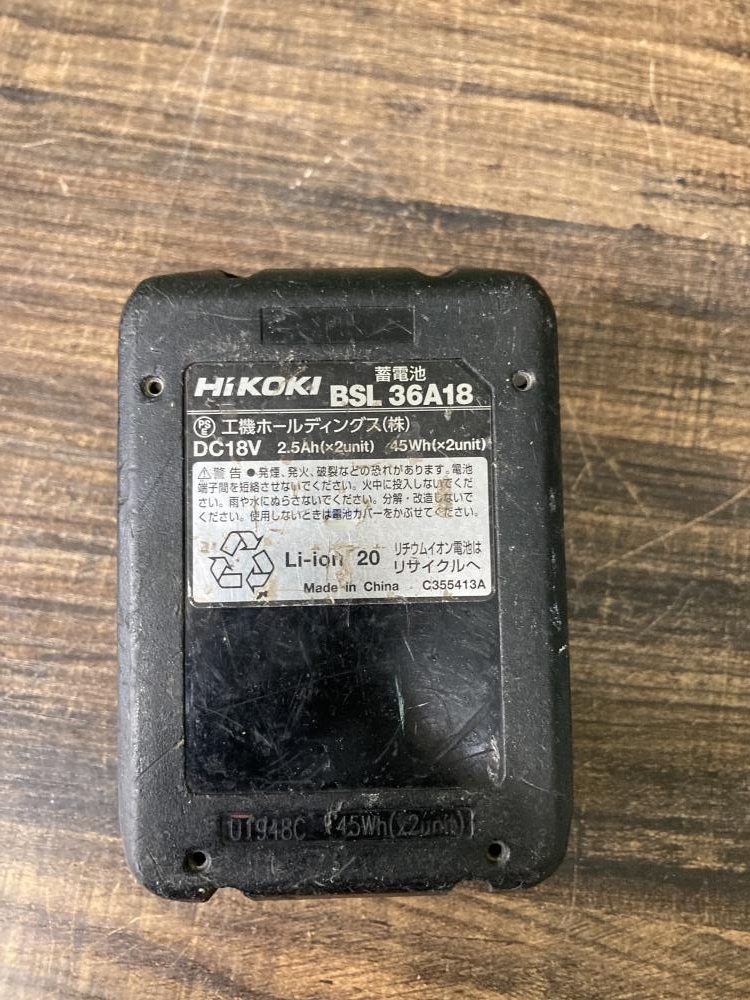 HiKOKI 蓄電池 BSL 36A18
PS E 工機ホールディングス(株)
DC18V 2.5Ah(×2unit) 45Wh(×2unit)
⚠警告 ●発煙、発火、破裂などの恐れがあります。電池
端子間を短絡させないでください。火中に投入しないでく
ださい。雨や水にぬらさないでください。分解・改造しないで
ください。使用しないときは電池カバーをかぶせてください。
Li-ion 20 リチウムイオン電池は
リサイクルへ
Made in China C355413A
UT948C 45Wh(x2unit)